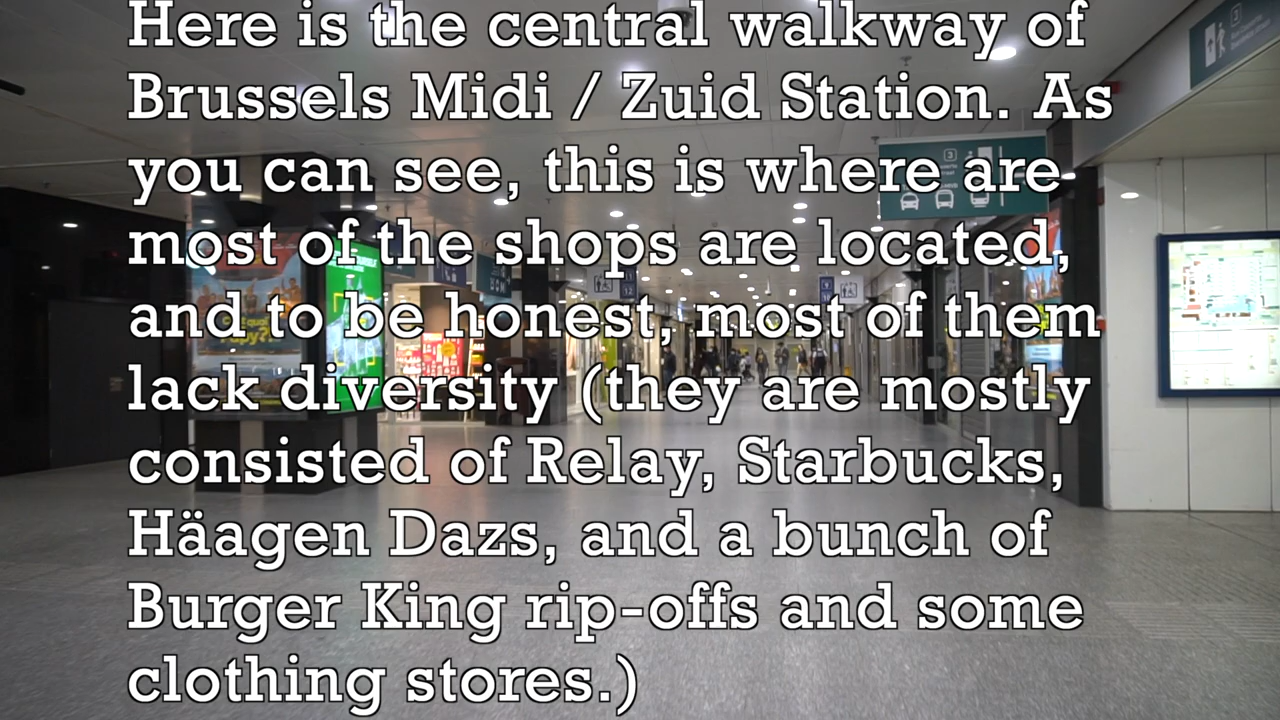 Here is the central walkway of
Brussels Midi / Zuid Station. As
you can see, this is where are
most of the shops are located,
and to be honest, most of them
lack diversity (they are mostly
consisted of Relay, Starbucks,
Häagen Dazs, and a bunch of
Burger King rip-offs and some
clothing stores.)